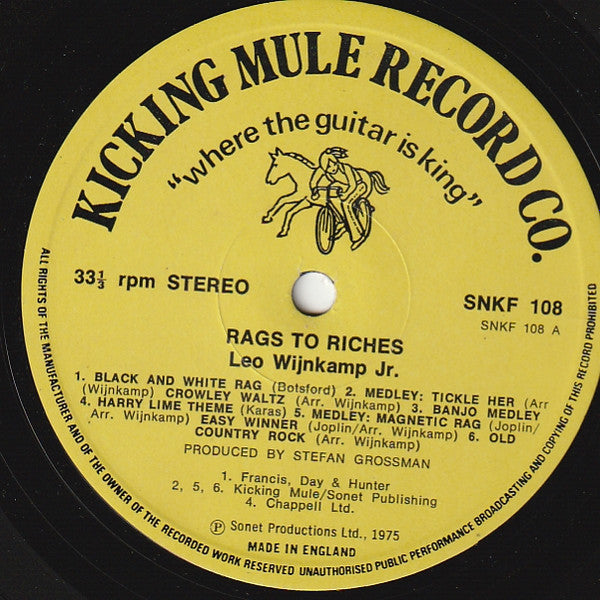 KICKING MULE RECORD CO.
"where the guitar is king"
33⅓ rpm STEREO
SNKF 108
SNKF 108 A
RAGS TO RICHES
Leo Wijnkamp Jr.
1. BLACK AND WHITE RAG (Botsford) 2. MEDLEY: TICKLE HER (Arr
(Wijnkamp) CROWLEY WALTZ (Arr. Wijnkamp) 3. BANJO MEDLEY
4. HARRY LIME THEME (Karas) 5. MEDLEY: MAGNETIC RAG (Joplin/
Arr. Wijnkamp) EASY WINNER (Joplin/Arr. Wijnkamp) 6. OLD
COUNTRY ROCK (Arr. Wijnkamp)
PRODUCED BY STEFAN GROSSMAN
1. Francis, Day & Hunter
2, 5, 6. Kicking Mule/Sonet Publishing
4. Chappell Ltd.
℗ Sonet Productions Ltd., 1975
MADE IN ENGLAND
ALL RIGHTS OF THE MANUFACTURER AND OF THE OWNER OF THE RECORDED WORK RESERVED UNAUTHORISED PUBLIC PERFORMANCE BROADCASTING AND COPYING OF THIS RECORD PROHIBITED